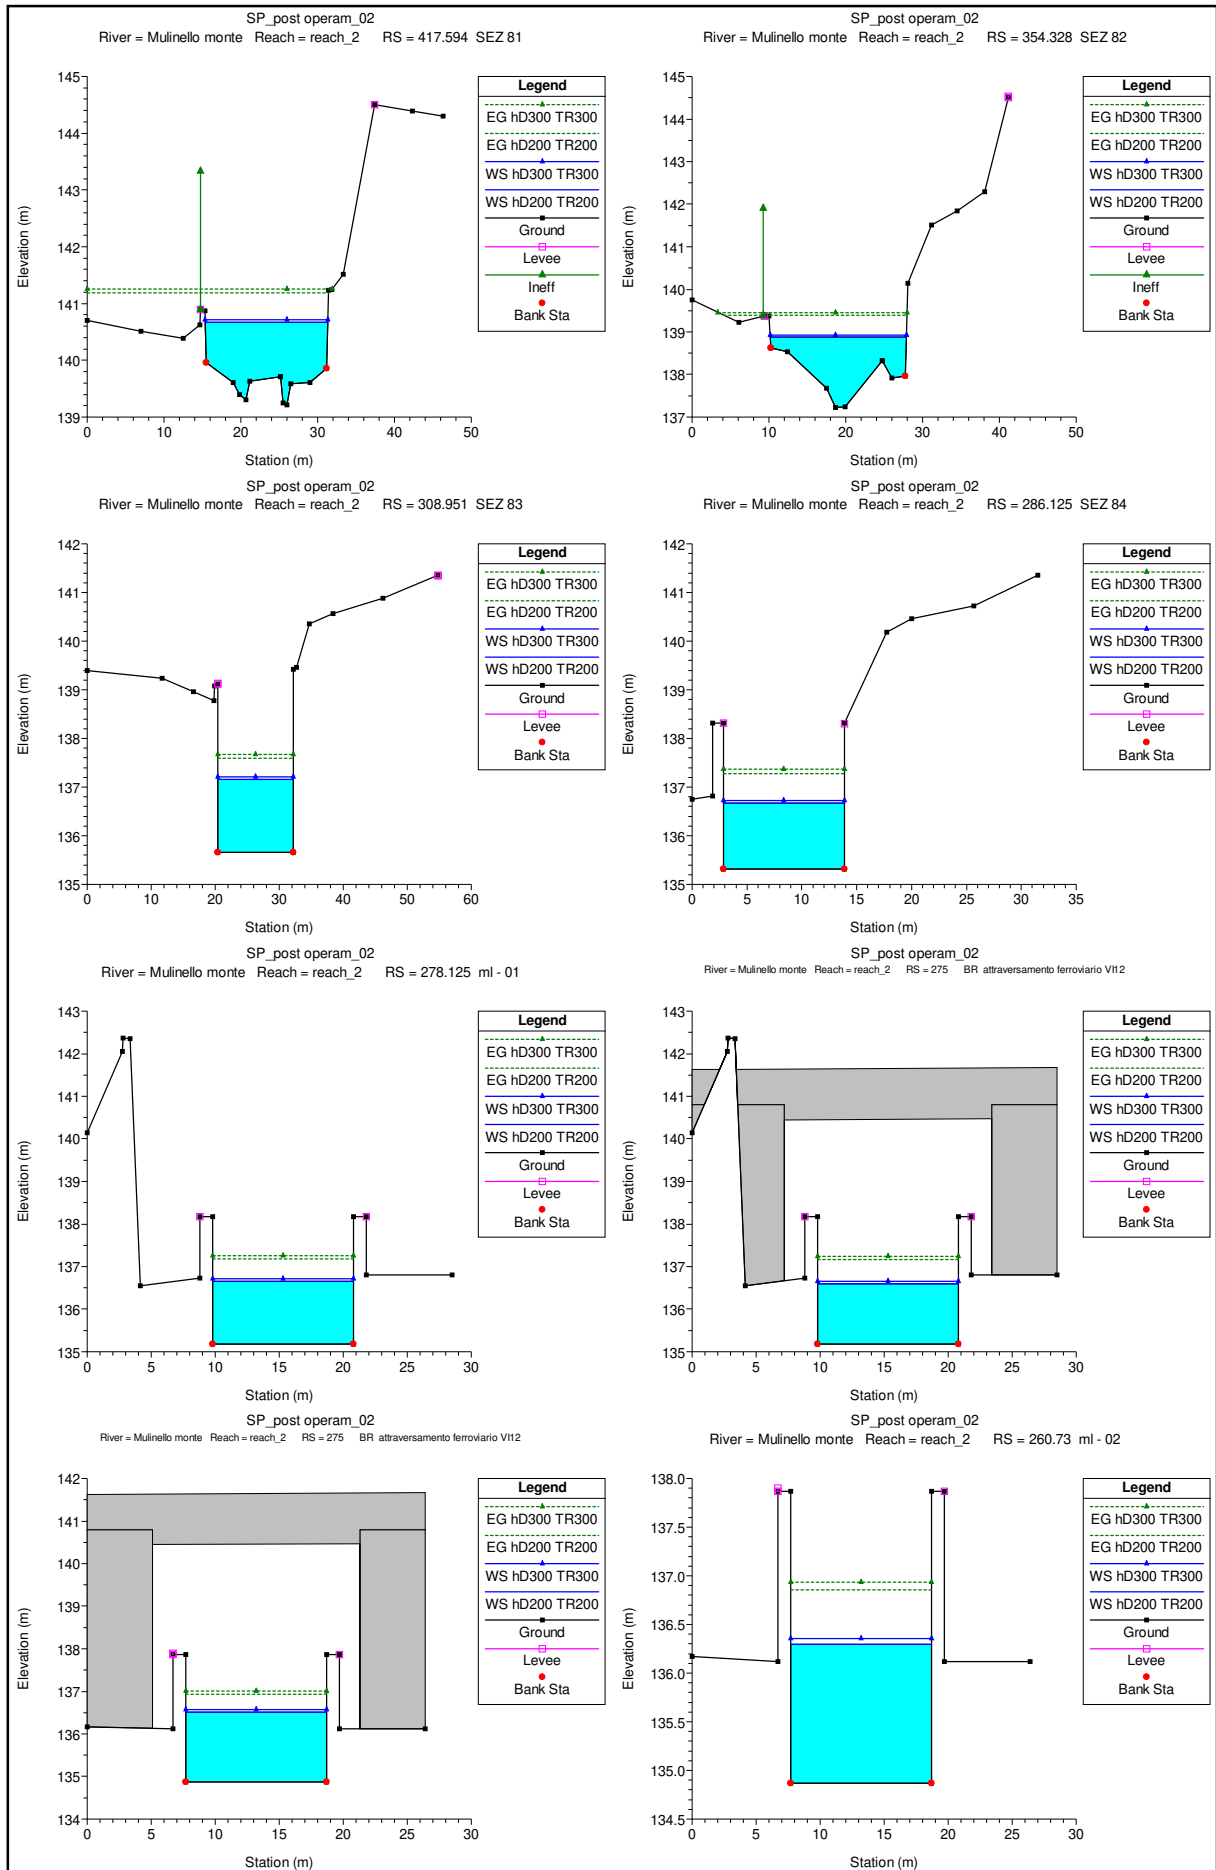 SP_post operam_02
River = Mulinello monte Reach = reach_2 RS = 417.594 SEZ 81
Elevation (m)
145
144
143
142
141
140
139
0 10 20 30 40 50
Station (m)
Legend
EG hD300 TR300
EG hD200 TR200
WS hD300 TR300
WS hD200 TR200
Ground
Levee
Ineff
Bank Sta
SP_post operam_02
River = Mulinello monte Reach = reach_2 RS = 354.328 SEZ 82
Elevation (m)
145
144
143
142
141
140
139
138
137
0 10 20 30 40 50
Station (m)
Legend
EG hD300 TR300
EG hD200 TR200
WS hD300 TR300
WS hD200 TR200
Ground
Levee
Ineff
Bank Sta
SP_post operam_02
River = Mulinello monte Reach = reach_2 RS = 308.951 SEZ 83
Elevation (m)
142
141
140
139
138
137
136
135
0 10 20 30 40 50 60
Station (m)
Legend
EG hD300 TR300
EG hD200 TR200
WS hD300 TR300
WS hD200 TR200
Ground
Levee
Bank Sta
SP_post operam_02
River = Mulinello monte Reach = reach_2 RS = 286.125 SEZ 84
Elevation (m)
142
141
140
139
138
137
136
135
0 5 10 15 20 25 30 35
Station (m)
Legend
EG hD300 TR300
EG hD200 TR200
WS hD300 TR300
WS hD200 TR200
Ground
Levee
Bank Sta
SP_post operam_02
River = Mulinello monte Reach = reach_2 RS = 278.125 ml - 01
Elevation (m)
143
142
141
140
139
138
137
136
135
0 5 10 15 20 25 30
Station (m)
Legend
EG hD300 TR300
EG hD200 TR200
WS hD300 TR300
WS hD200 TR200
Ground
Levee
Bank Sta
SP_post operam_02
River = Mulinello monte Reach = reach_2 RS = 275 BR attraversamento ferroviario VI12
Elevation (m)
143
142
141
140
139
138
137
136
135
0 5 10 15 20 25 30
Station (m)
Legend
EG hD300 TR300
EG hD200 TR200
WS hD300 TR300
WS hD200 TR200
Ground
Levee
Bank Sta
SP_post operam_02
River = Mulinello monte Reach = reach_2 RS = 275 BR attraversamento ferroviario VI12
Elevation (m)
142
141
140
139
138
137
136
135
134
0 5 10 15 20 25 30
Station (m)
Legend
EG hD300 TR300
EG hD200 TR200
WS hD300 TR300
WS hD200 TR200
Ground
Levee
Bank Sta
SP_post operam_02
River = Mulinello monte Reach = reach_2 RS = 260.73 ml - 02
Elevation (m)
138.0
137.5
137.0
136.5
136.0
135.5
135.0
134.5
0 5 10 15 20 25 30
Station (m)
Legend
EG hD300 TR300
EG hD200 TR200
WS hD300 TR300
WS hD200 TR200
Ground
Levee
Bank Sta